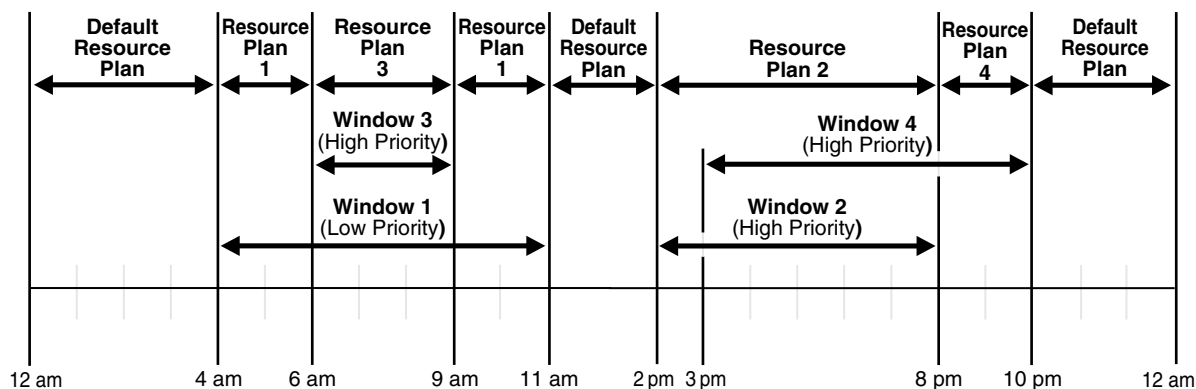 Default
Resource
Plan
Resource
Plan
1
Resource
Plan
3
Resource
Plan
1
Default
Resource
Plan
Resource
Plan 2
Resource
Plan
4
Default
Resource
Plan
Window 3
(High Priority)
Window 4
(High Priority)
Window 1
(Low Priority)
Window 2
(High Priority)
12 am
4 am
6 am
9 am
11 am
2 pm
3 pm
8 pm
10 pm
12 am